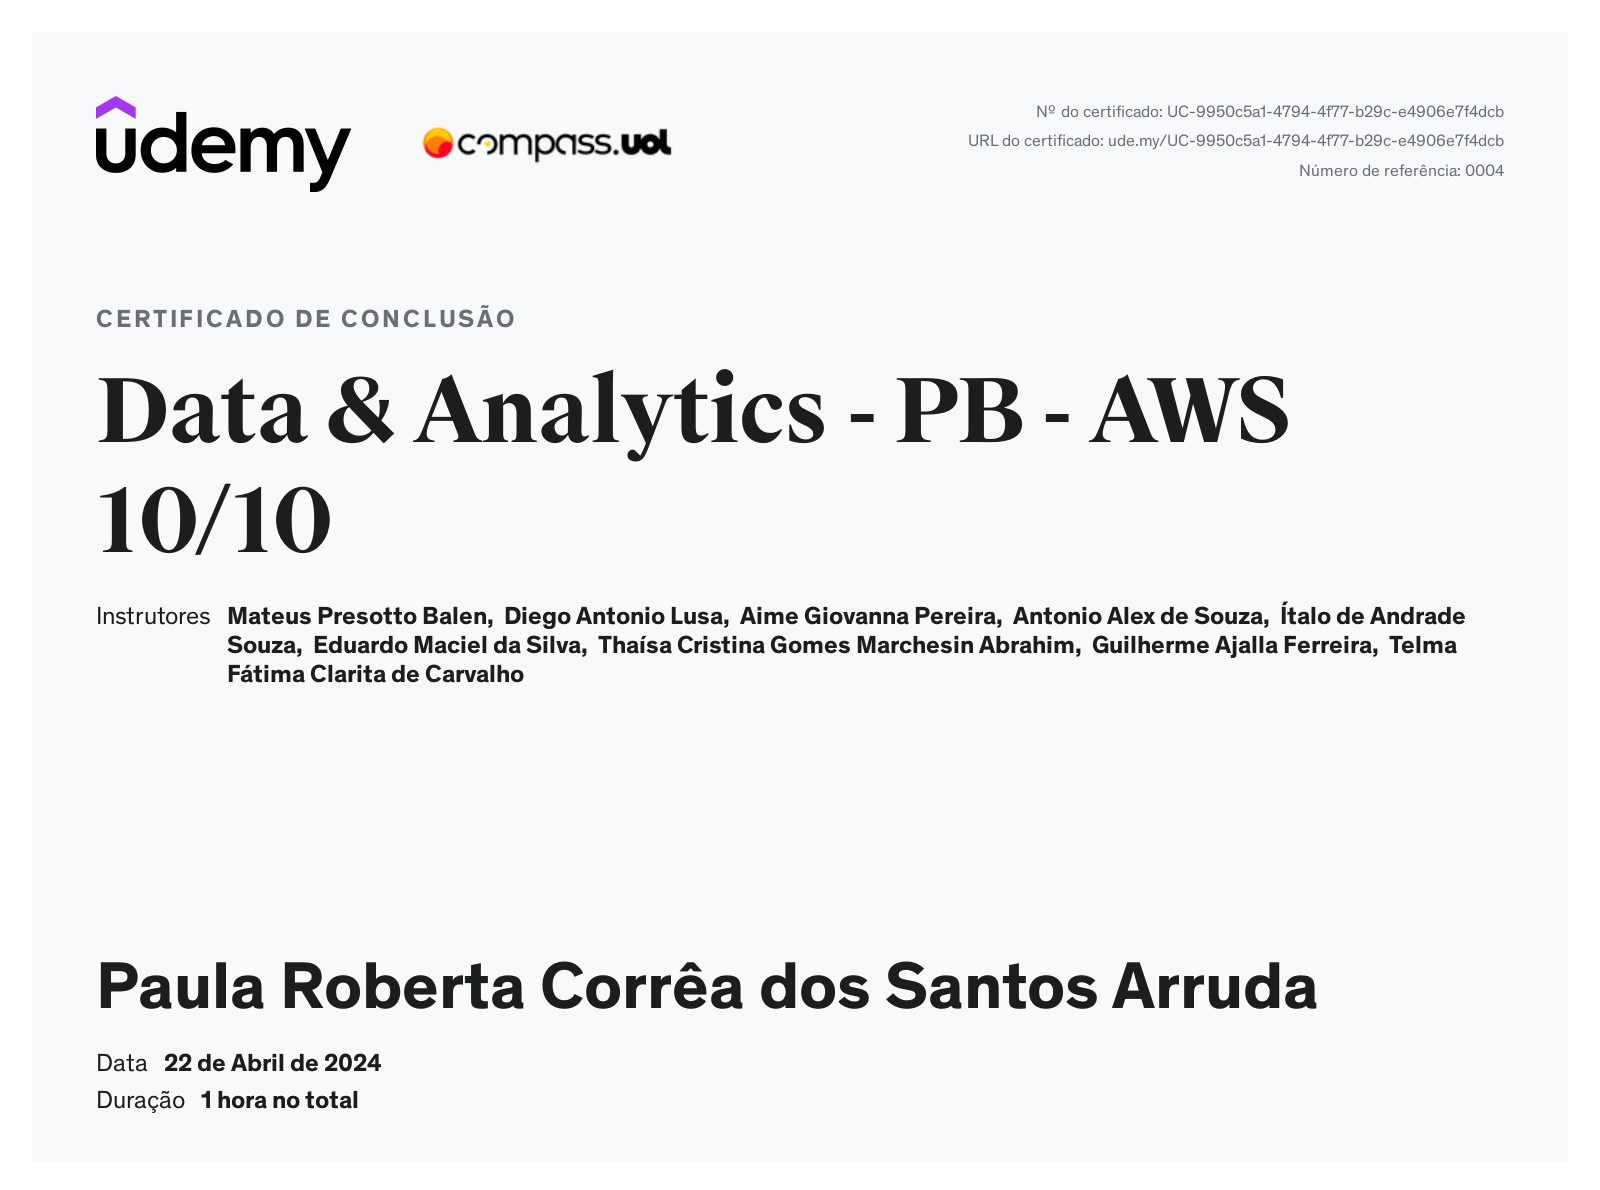 udemy
compass.uol
Nº do certificado: UC-9950c5a1-4794-4f77-b29c-e4906e7f4dcb
URL do certificado: ude.my/UC-9950c5a1-4794-4f77-b29c-e4906e7f4dcb
Número de referência: 0004
CERTIFICADO DE CONCLUSÃO
Data & Analytics - PB - AWS
10/10
Instrutores Mateus Presotto Balen, Diego Antonio Lusa, Aime Giovanna Pereira, Antonio Alex de Souza, Ítalo de Andrade
Souza, Eduardo Maciel da Silva, Thaísa Cristina Gomes Marchesin Abrahim, Guilherme Ajalla Ferreira, Telma
Fátima Clarita de Carvalho
Paula Roberta Corrêa dos Santos Arruda
Data 22 de Abril de 2024
Duração 1 hora no total